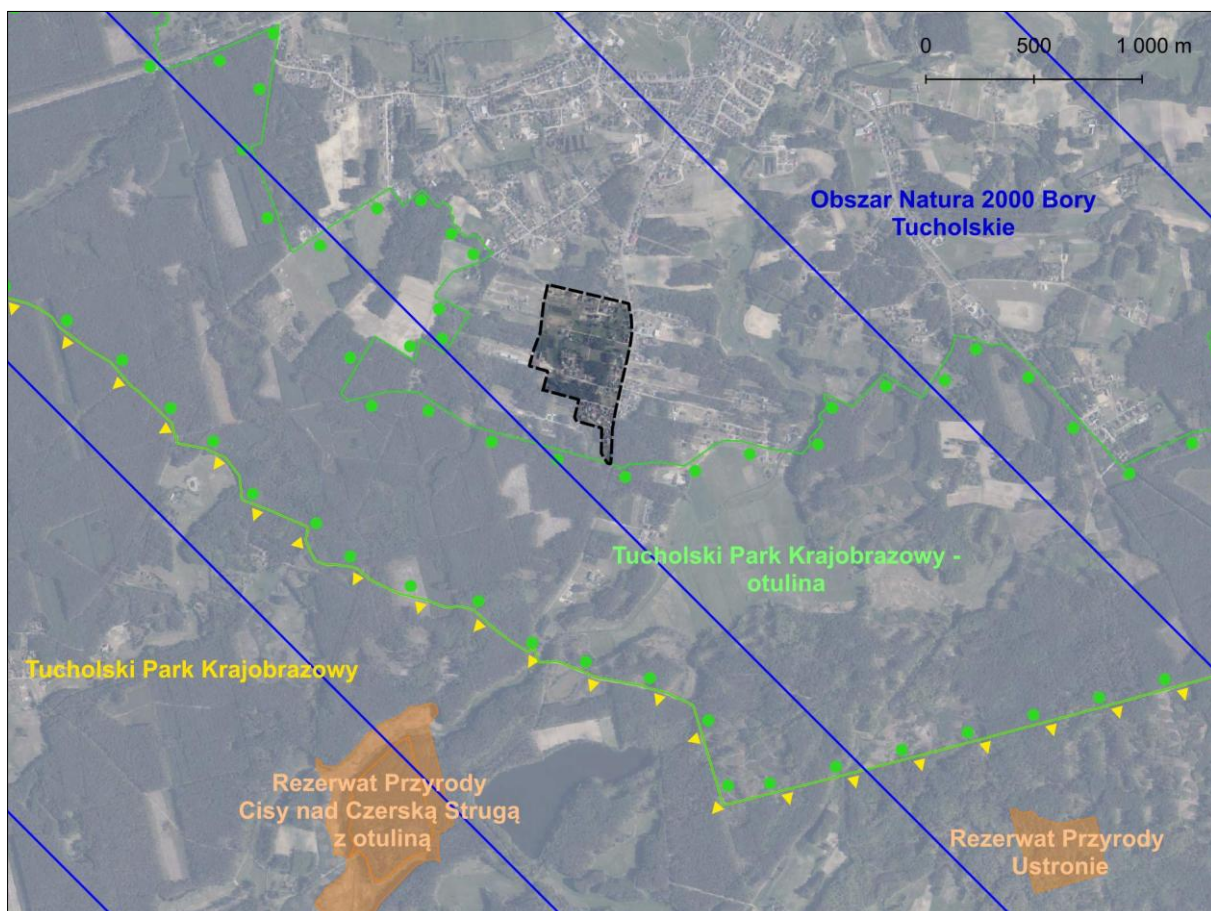 0 500 1 000 m
Obszar Natura 2000 Bory
Tucholskie
Tucholski Park Krajobrazowy -
otulina
Tucholski Park Krajobrazowy
Rezerwat Przyrody
Cisy nad Czerską Strugą
z otuliną
Rezerwat Przyrody
Ustronie